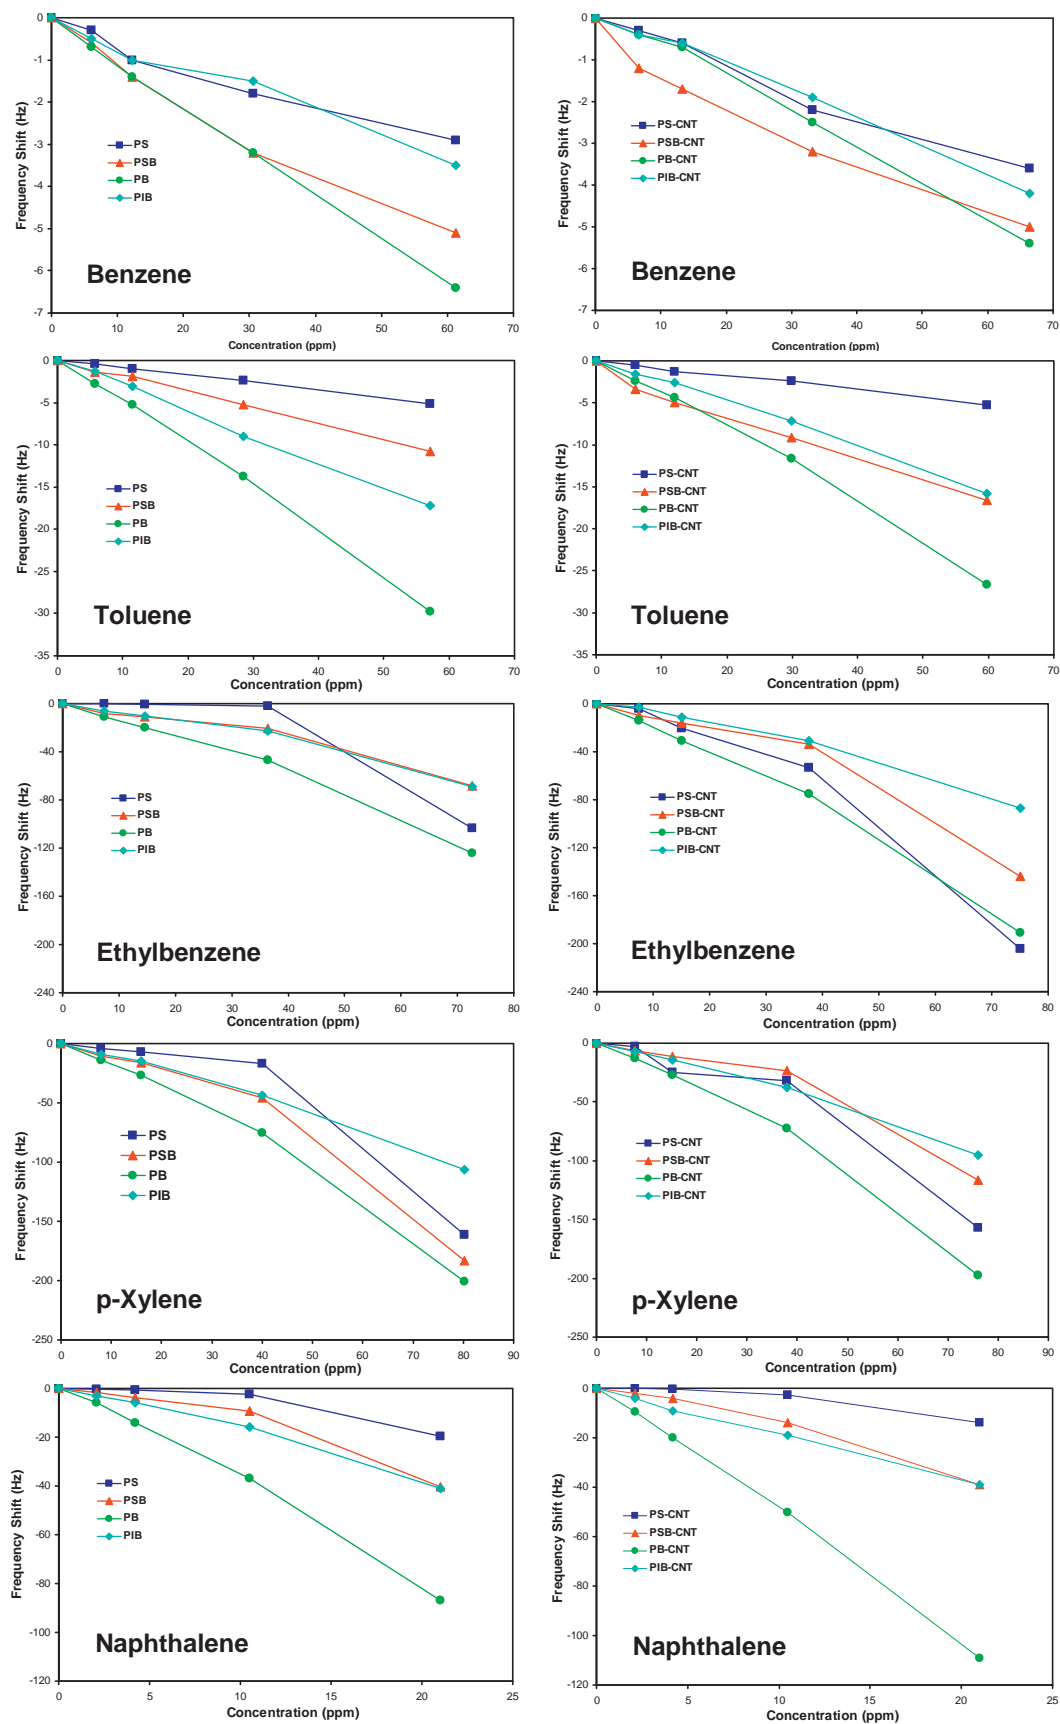 0
-1
-2
-3
-4
-5
-6
-7
Frequency Shift (Hz)
PS
PSB
PB
PIB
Benzene
0 10 20 30 40 50 60 70
Concentration (ppm)
0
-1
-2
-3
-4
-5
-6
-7
Frequency Shift (Hz)
PS-CNT
PSB-CNT
PB-CNT
PIB-CNT
Benzene
0 10 20 30 40 50 60 70
Concentration (ppm)
0
-5
-10
-15
-20
-25
-30
-35
Frequency Shift (Hz)
PS
PSB
PB
PIB
Toluene
0 10 20 30 40 50 60 70
Concentration (ppm)
0
-5
-10
-15
-20
-25
-30
-35
Frequency Shift (Hz)
PS-CNT
PSB-CNT
PB-CNT
PIB-CNT
Toluene
0 10 20 30 40 50 60 70
Concentration (ppm)
0
-40
-80
-120
-160
-200
-240
Frequency Shift (Hz)
PS
PSB
PB
PIB
Ethylbenzene
0 10 20 30 40 50 60 70 80
Concentration (ppm)
0
-40
-80
-120
-160
-200
-240
Frequency Shift (Hz)
PS-CNT
PSB-CNT
PB-CNT
PIB-CNT
Ethylbenzene
0 10 20 30 40 50 60 70 80
Concentration (ppm)
0
-50
-100
-150
-200
-250
Frequency Shift (Hz)
PS
PSB
PB
PIB
p-Xylene
0 10 20 30 40 50 60 70 80 90
Concentration (ppm)
0
-50
-100
-150
-200
-250
Frequency Shift (Hz)
PS-CNT
PSB-CNT
PB-CNT
PIB-CNT
p-Xylene
0 10 20 30 40 50 60 70 80 90
Concentration (ppm)
0
-20
-40
-60
-80
-100
-120
Frequency Shift (Hz)
PS
PSB
PB
PIB
Naphthalene
0 5 10 15 20 25
Concentration (ppm)
0
-20
-40
-60
-80
-100
-120
Frequency Shift (Hz)
PS-CNT
PSB-CNT
PB-CNT
PIB-CNT
Naphthalene
0 5 10 15 20 25
Concentration (ppm)